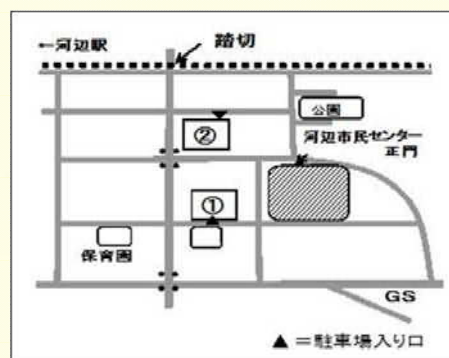 ←河辺駅
踏切
公園
②
河辺市民センター
正門
①
保育園
GS
▲ =駐車場入り口